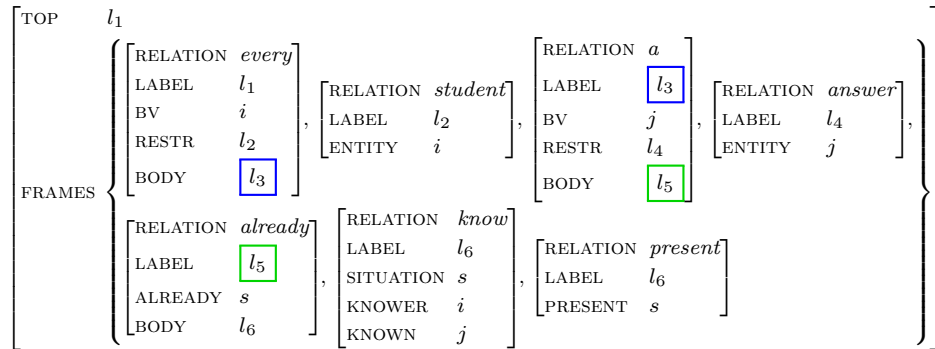 TOP l1
RELATION every
LABEL l1
BV i
RESTR l2
BODY l3
,
RELATION student
LABEL l2
ENTITY i
,
RELATION a
LABEL l3
BV j
RESTR l4
BODY l5
,
RELATION answer
LABEL l4
ENTITY j
,
FRAMES
RELATION already
LABEL l5
ALREADY s
BODY l6
,
RELATION know
LABEL l6
SITUATION s
KNOWER i
KNOWN j
,
RELATION present
LABEL l6
PRESENT s